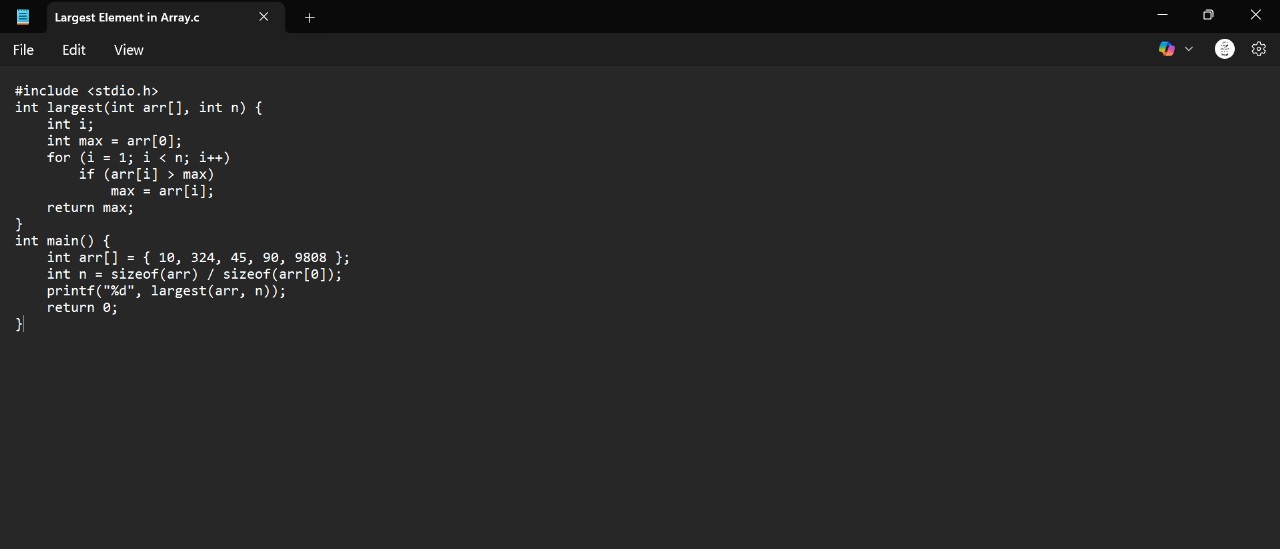 Largest Element in Array.c
File Edit View
#include <stdio.h>
int largest(int arr[], int n) {
    int i;
    int max = arr[0];
    for (i = 1; i < n; i++)
        if (arr[i] > max)
            max = arr[i];
    return max;
}
int main() {
    int arr[] = { 10, 324, 45, 90, 9808 };
    int n = sizeof(arr) / sizeof(arr[0]);
    printf("%d", largest(arr, n));
    return 0;
}